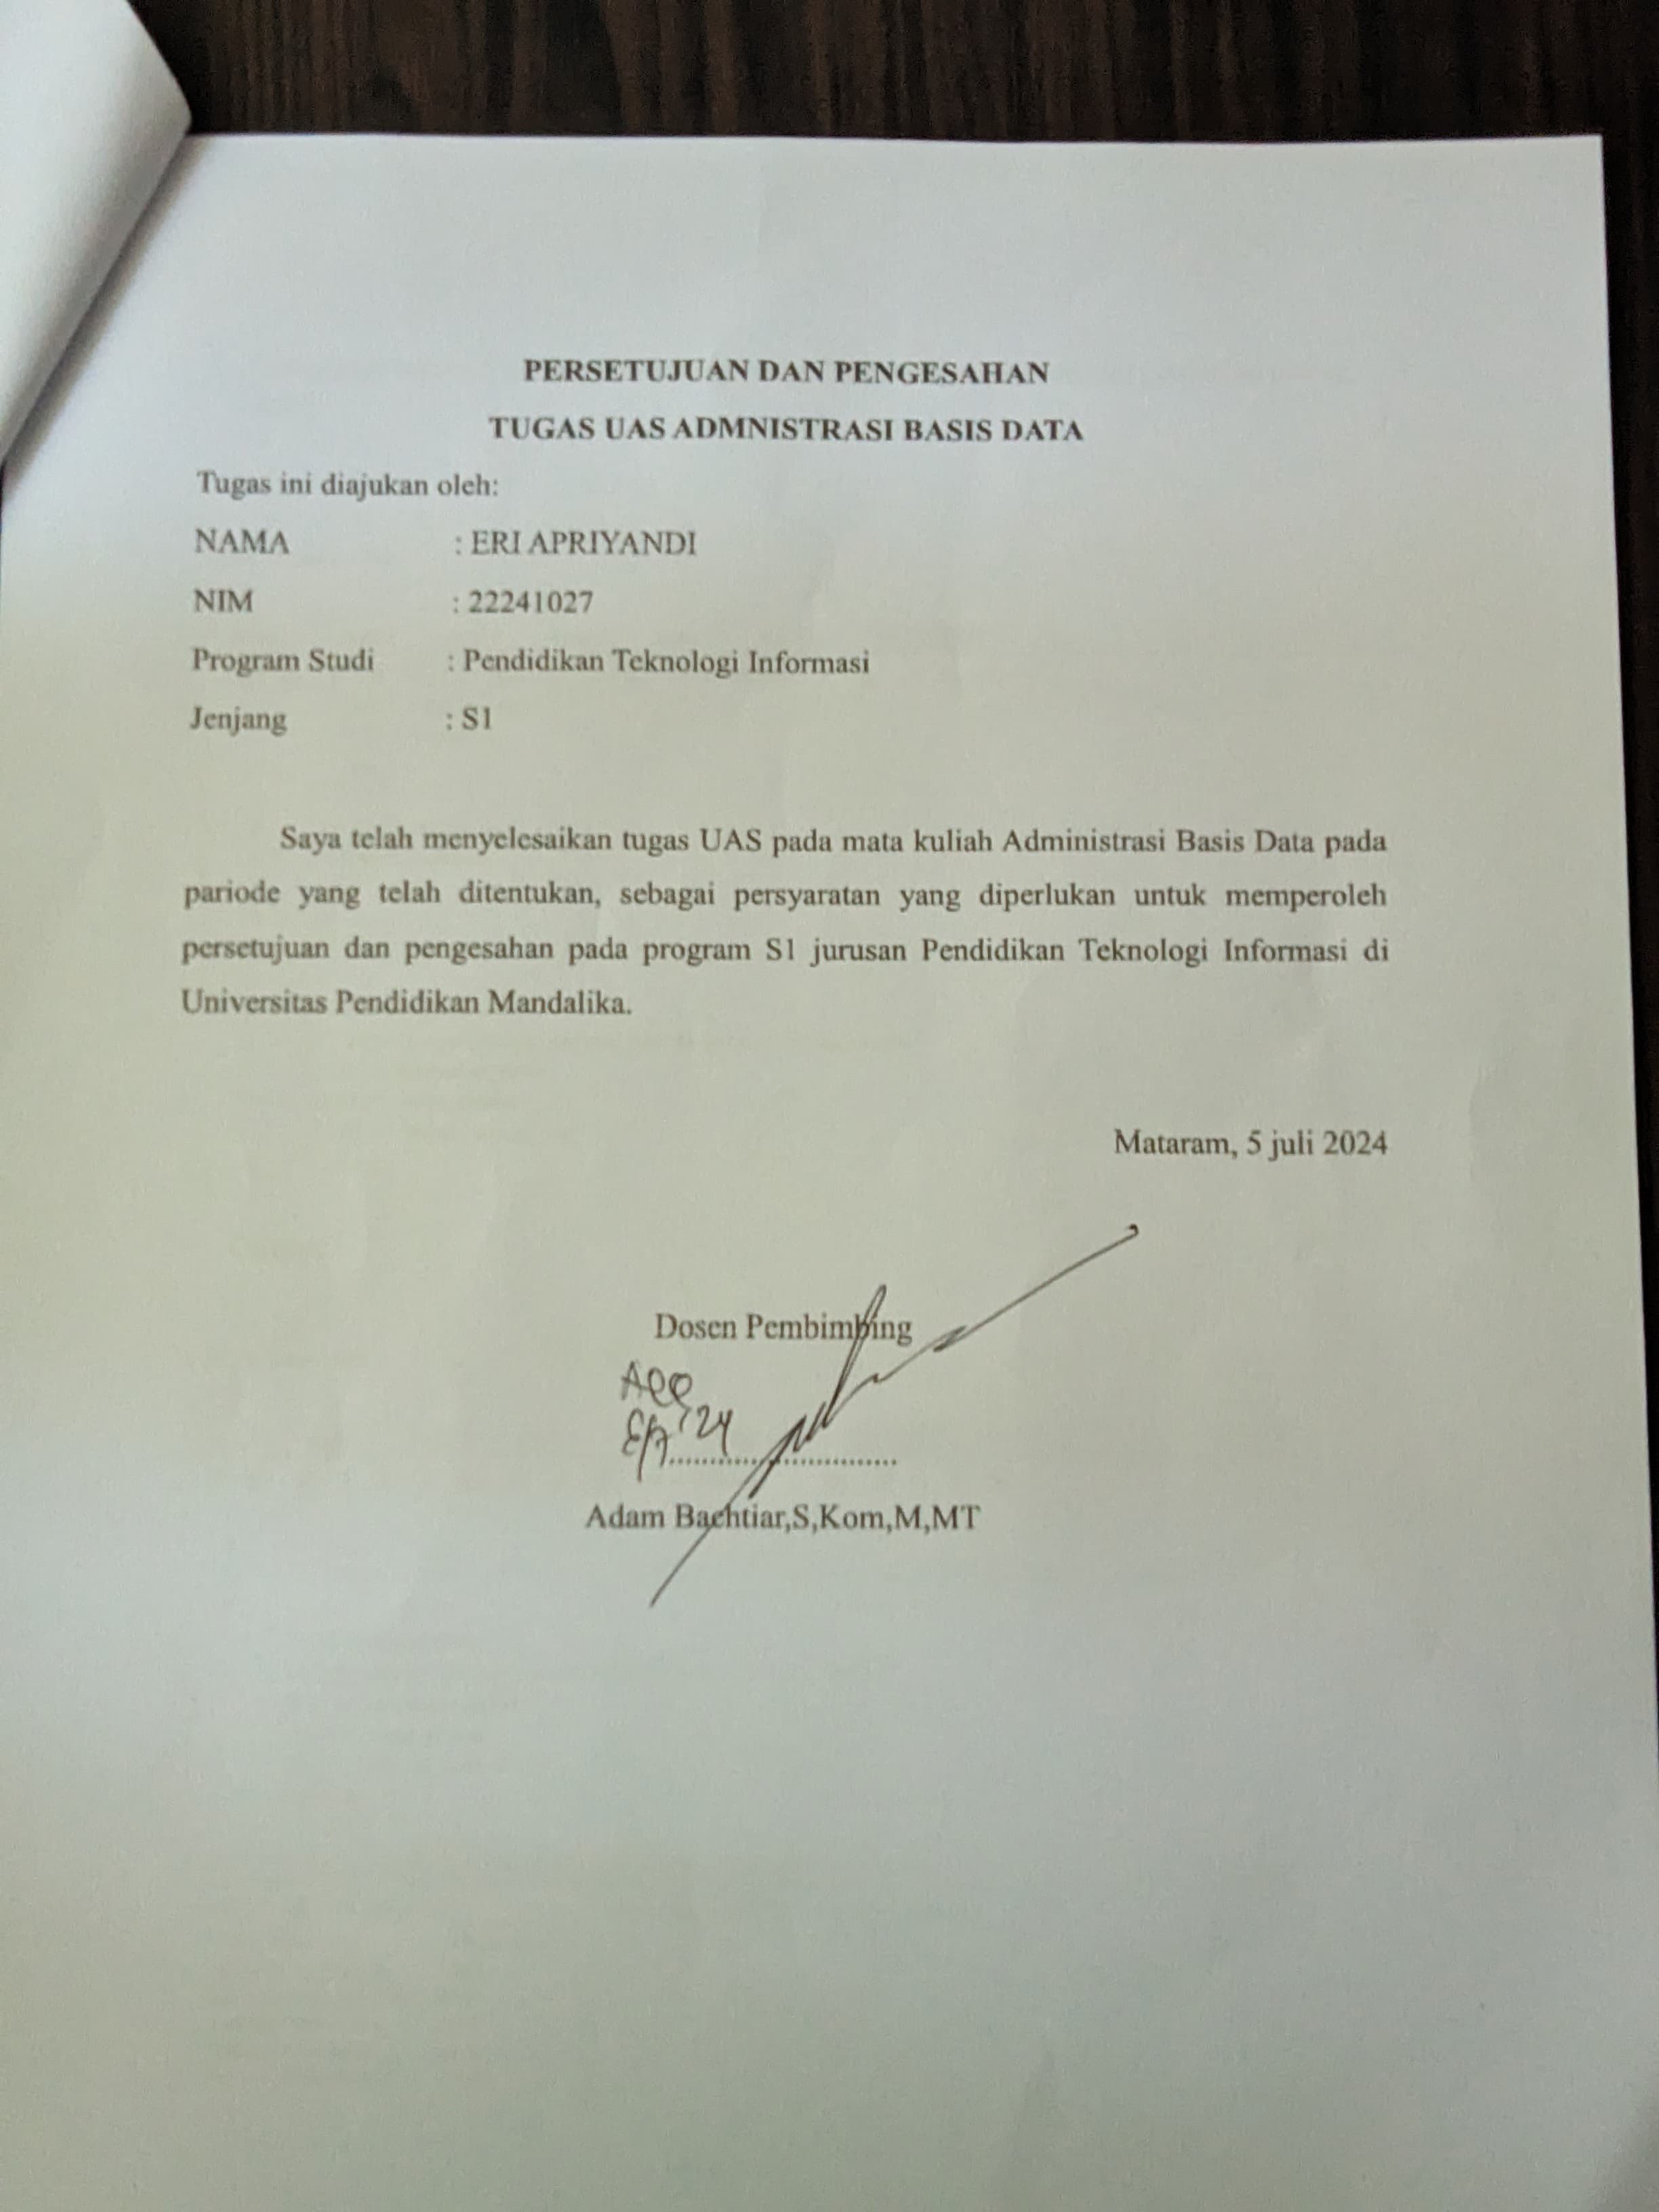 PERSETUJUAN DAN PENGESAHAN
TUGAS UAS ADMNISTRASI BASIS DATA
Tugas ini diajukan oleh:
NAMA : ERI APRIYANDI
NIM : 22241027
Program Studi : Pendidikan Teknologi Informasi
Jenjang : S1
Saya telah menyelesaikan tugas UAS pada mata kuliah Administrasi Basis Data pada
pariode yang telah ditentukan, sebagai persyaratan yang diperlukan untuk memperoleh
persetujuan dan pengesahan pada program S1 jurusan Pendidikan Teknologi Informasi di
Universitas Pendidikan Mandalika.
Mataram, 5 juli 2024
Dosen Pembimbing
Acc
..............................
Adam Bachtiar,S,Kom,M,MT